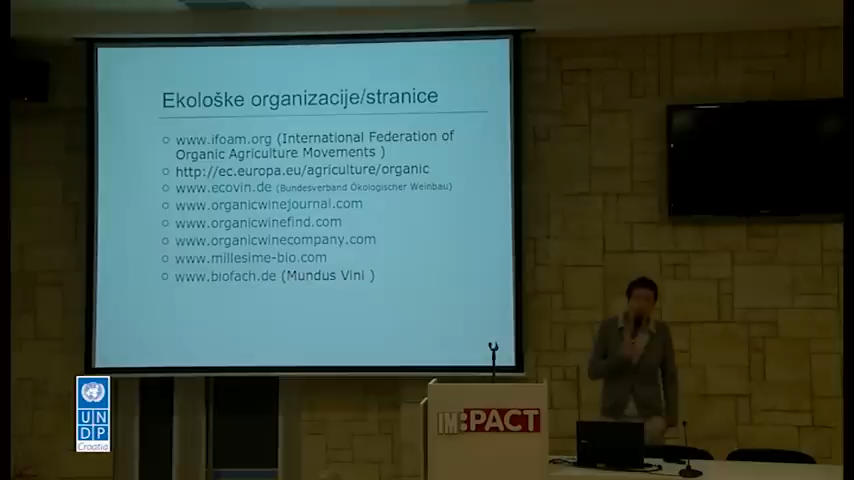 Ekološke organizacije/stranice
www.ifoam.org (International Federation of
Organic Agriculture Movements )
http://ec.europa.eu/agriculture/organic
www.ecovin.de (Bundesverband Ökologischer Weinbau)
www.organicwinejournal.com
www.organicwinefind.com
www.organicwinecompany.com
www.millesime-bio.com
www.biofach.de (Mundus Vini )
IM:PACT
UN
DP
Croatia